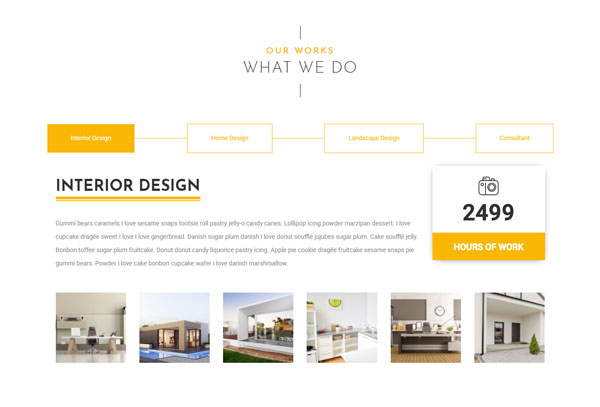 OUR WORKS
WHAT WE DO
Interior Design
Home Design
Landscape Design
Consultant
INTERIOR DESIGN
Gummi bears caramels I love sesame snaps tootsie roll pastry jelly-o candy canes. Lollipop icing powder marzipan dessert. I love
cupcake dragée sweet I love I love gingerbread. Danish sugar plum danish I love donut soufflé jujubes sugar plum. Cake soufflé jelly.
Bonbon toffee sugar plum fruitcake. Donut donut candy liquorice pastry icing. Apple pie cookie dragée fruitcake sesame snaps pie
gummi bears. Powder I love cake bonbon cupcake wafer I love danish marshmallow.
2499
HOURS OF WORK